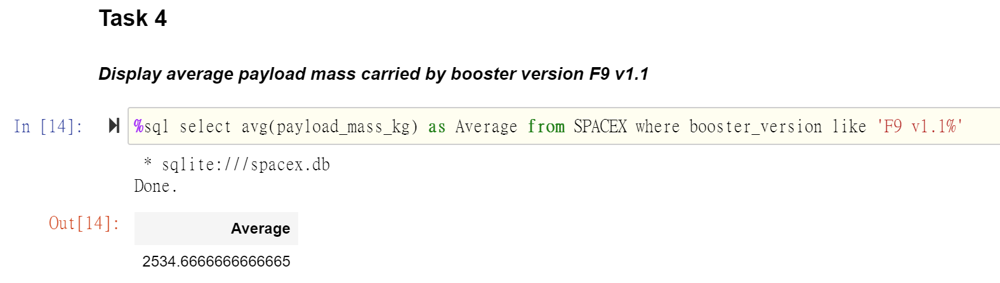 Task 4
Display average payload mass carried by booster version F9 v1.1
In [14]: %sql select avg(payload_mass_kg) as Average from SPACEX where booster_version like 'F9 v1.1%'
* sqlite:///spacex.db
Done.
Out[14]:
Average
2534.6666666666665